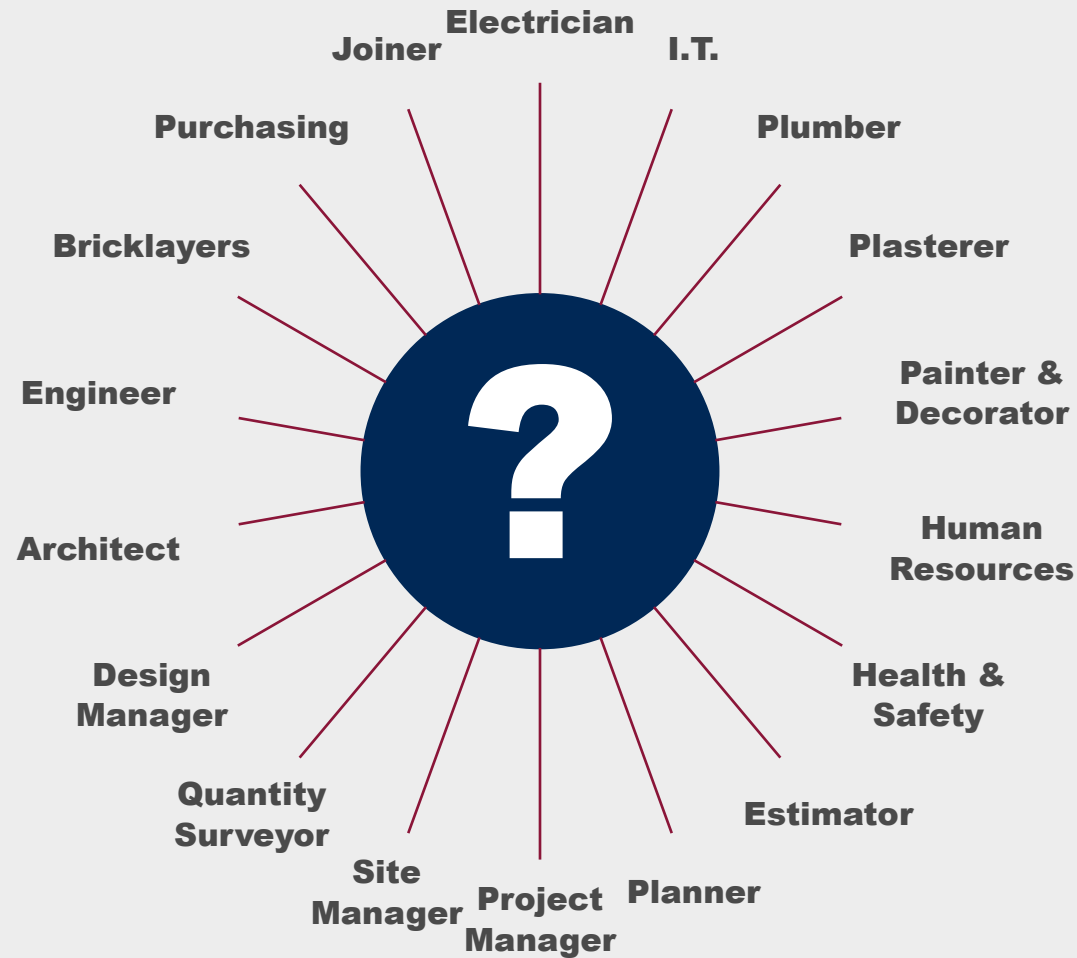 Electrician
Joiner
I.T.
Purchasing
Plumber
Bricklayers
Plasterer
Engineer
Painter &
Decorator
?
Architect
Human
Resources
Design
Manager
Health &
Safety
Quantity
Surveyor
Estimator
Site
Manager
Project
Manager
Planner